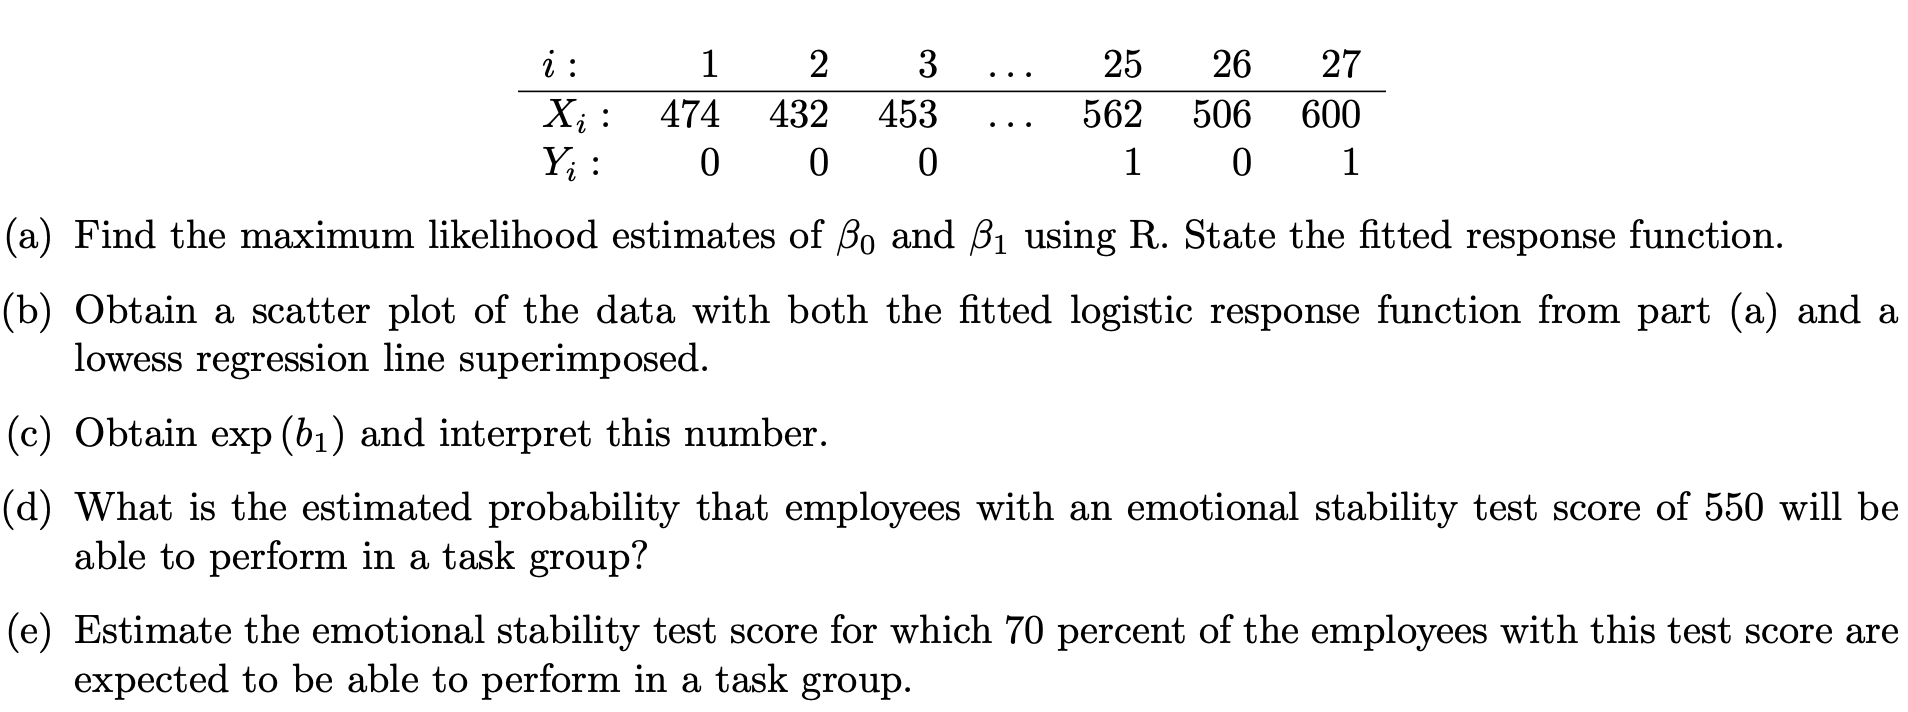 i : 1 2 3 ... 25 26 27
X_i : 474 432 453 ... 562 506 600
Y_i : 0 0 0 1 0 1
(a) Find the maximum likelihood estimates of β₀ and β₁ using R. State the fitted response function.
(b) Obtain a scatter plot of the data with both the fitted logistic response function from part (a) and a
lowess regression line superimposed.
(c) Obtain exp (b₁) and interpret this number.
(d) What is the estimated probability that employees with an emotional stability test score of 550 will be
able to perform in a task group?
(e) Estimate the emotional stability test score for which 70 percent of the employees with this test score are
expected to be able to perform in a task group.